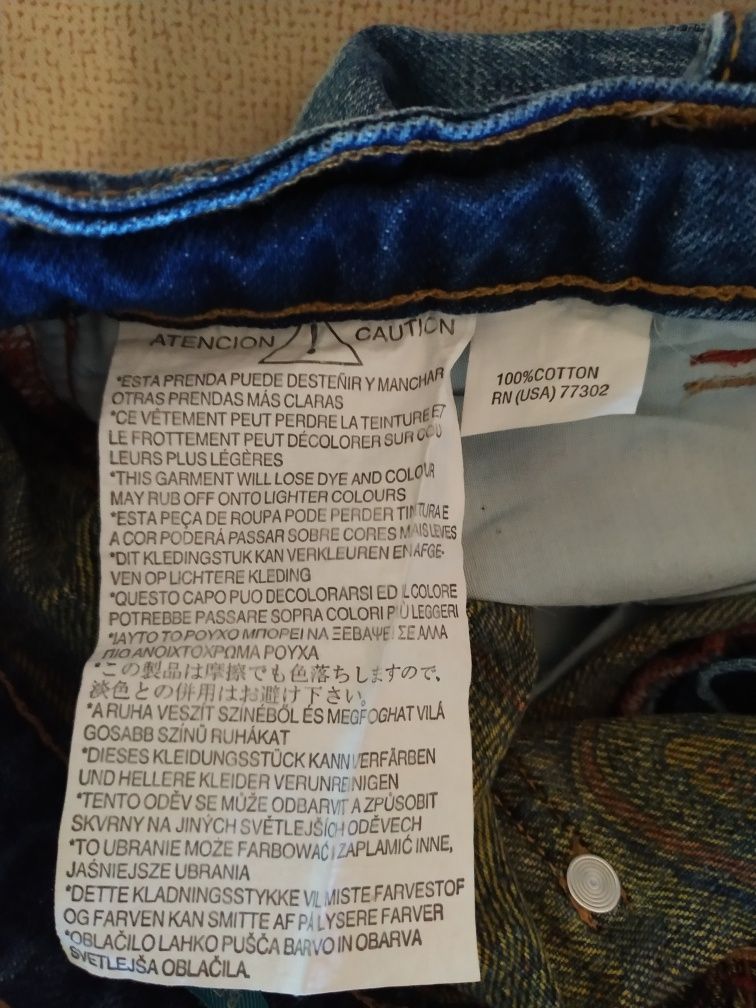 ATENCION CAUTION
*ESTA PRENDA PUEDE DESTEÑIR Y MANCHAR
OTRAS PRENDAS MÁS CLARAS
*CE VÊTEMENT PEUT PERDRE LA TEINTURE ET
LE FROTTEMENT PEUT DÉCOLORER SUR COU
LEURS PLUS LÉGÈRES
*THIS GARMENT WILL LOSE DYE AND COLOUR
MAY RUB OFF ONTO LIGHTER COLOURS
*ESTA PEÇA DE ROUPA PODE PERDER TINTURA E
A COR PODERÁ PASSAR SOBRE CORES MAIS LEVES
*DIT KLEDINGSTUK KAN VERKLEUREN EN AFGE-
VEN OP LICHTERE KLEDING
*QUESTO CAPO PUO DECOLORARSI ED IL COLORE
POTREBBE PASSARE SOPRA COLORI PIÙ LEGGERI
*ΙΑΥΤΟ ΤΟ ΡΟΥΧΟ ΜΠΟΡΕΙ ΝΑ ΞΕΒΑΨΕΙ ΣΕ ΑΛΛΑ
ΠΙΟ ΑΝΟΙΧΤΟΧΡΩΜΑ ΡΟΥΧΑ
*この製品は摩擦でも色落ちしますので、
淡色との併用はお避け下さい。
*A RUHA VESZÍT SZINÉBŐL ÉS MEGFOGHAT VILÁ
GOSABB SZÍNŰ RUHÁKAT
*DIESES KLEIDUNGSSTÜCK KANN VERFÄRBEN
UND HELLERE KLEIDER VERUNREINIGEN
*TENTO ODĚV SE MŮŽE ODBARVIT A ZPŮSOBIT
SKVRNY NA JINÝCH SVĚTLEJŠÍCH ODĚVECH
*TO UBRANIE MOŻE FARBOWAĆ I ZAPLAMIĆ INNE,
JAŚNIEJSZE UBRANIA
*DETTE KLADNINGSSTYKKE VIL MISTE FARVESTOF
OG FARVEN KAN SMITTE AF PÅ LYSERE FARVER
*OBLAČILO LAHKO PUŠČA BARVO IN OBARVA
SVETLEJŠA OBLAČILA.
100%COTTON
RN (USA) 77302